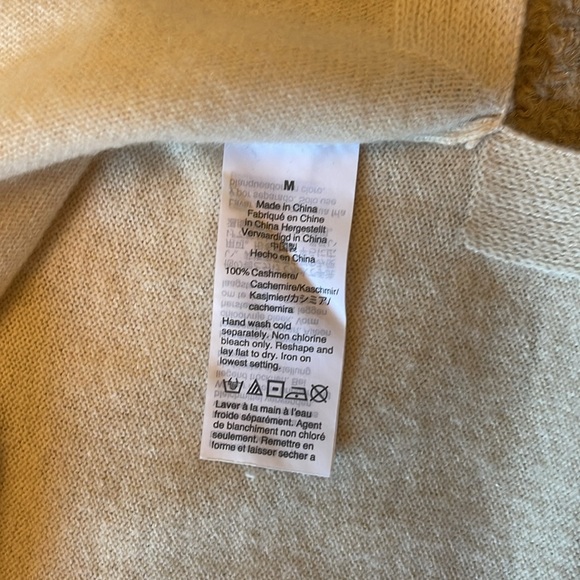 M
Made in China
Fabriqué en Chine
In China Hergestellt
Vervaardigd in China
中国製
Hecho en China
100% Cashmere/
Cachemire/Kaschmir/
Kasjmier/カシミア/
cachemira
Hand wash cold
separately. Non chlorine
bleach only. Reshape and
lay flat to dry. Iron on
lowest setting.
Laver à la main à l'eau
froide séparément. Agent
de blanchiment non chloré
seulement. Remettre en
forme et laisser secher a